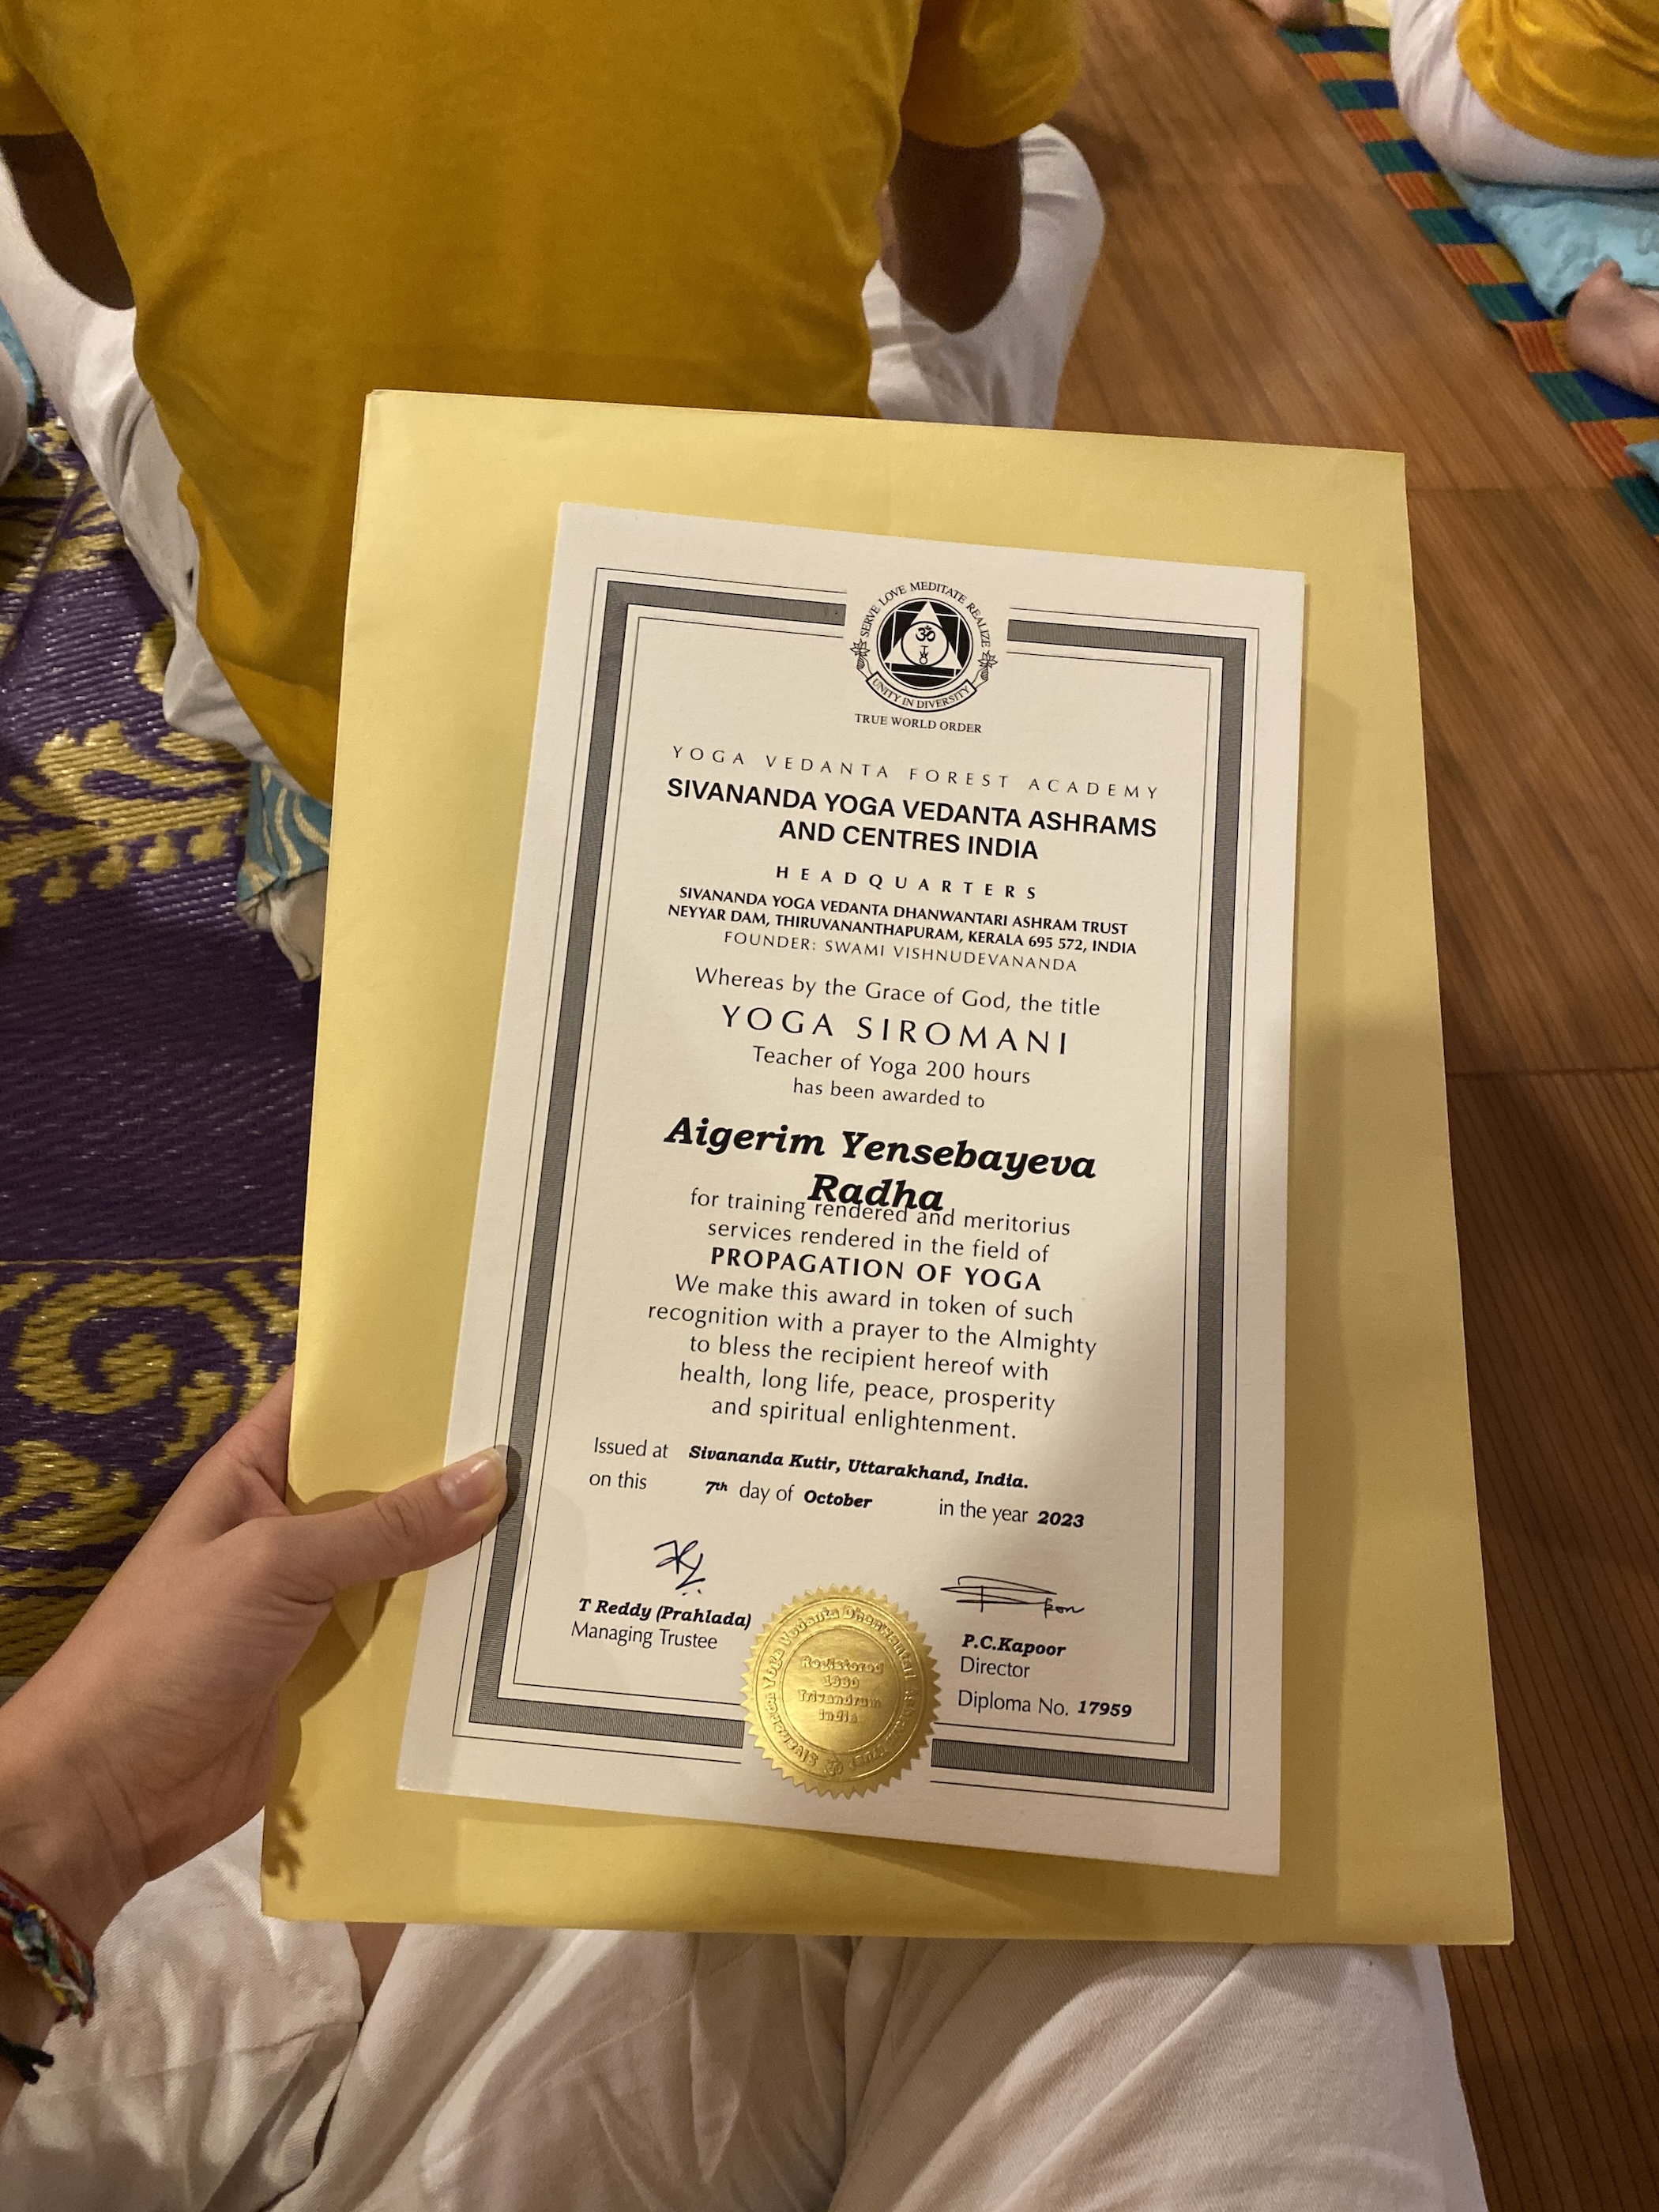 SERVE LOVE MEDITATE REALIZE
ॐ
UNITY IN DIVERSITY
TRUE WORLD ORDER
YOGA VEDANTA FOREST ACADEMY
SIVANANDA YOGA VEDANTA ASHRAMS
AND CENTRES INDIA
HEADQUARTERS
SIVANANDA YOGA VEDANTA DHANWANTARI ASHRAM TRUST
NEYYAR DAM, THIRUVANANTHAPURAM, KERALA 695 572, INDIA
FOUNDER: SWAMI VISHNUDEVANANDA
Whereas by the Grace of God, the title
YOGA SIROMANI
Teacher of Yoga 200 hours
has been awarded to
Aigerim Yensebayeva
Radha
for training rendered and meritorius
services rendered in the field of
PROPAGATION OF YOGA
We make this award in token of such
recognition with a prayer to the Almighty
to bless the recipient hereof with
health, long life, peace, prosperity
and spiritual enlightenment.
Issued at Sivananda Kutir, Uttarakhand, India.
on this 7th day of October in the year 2023
T Reddy (Prahlada)
Managing Trustee
P.C.Kapoor
Director
Diploma No. 17959
Yoga Vedanta Dhanwantari
Registered
Trivandrum
India